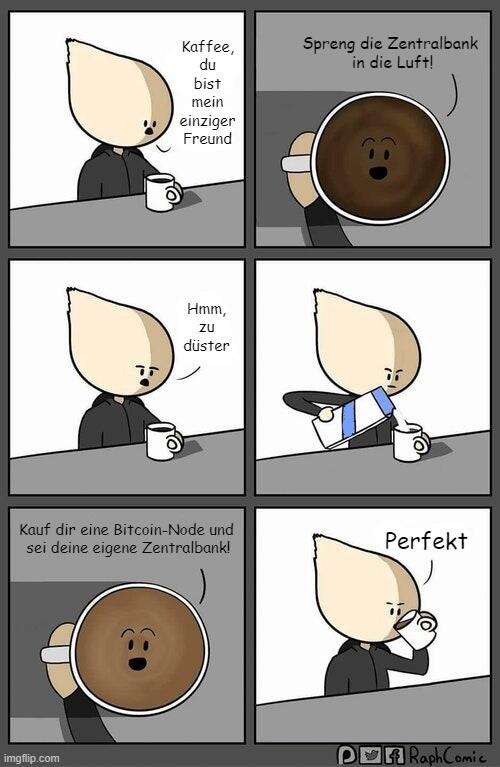 Kaffee,
du
bist
mein
einziger
Freund
Spreng die Zentralbank
in die Luft!
Hmm,
zu
düster
Kauf dir eine Bitcoin-Node und
sei deine eigene Zentralbank!
Perfekt
RaphComic
imgflip.com